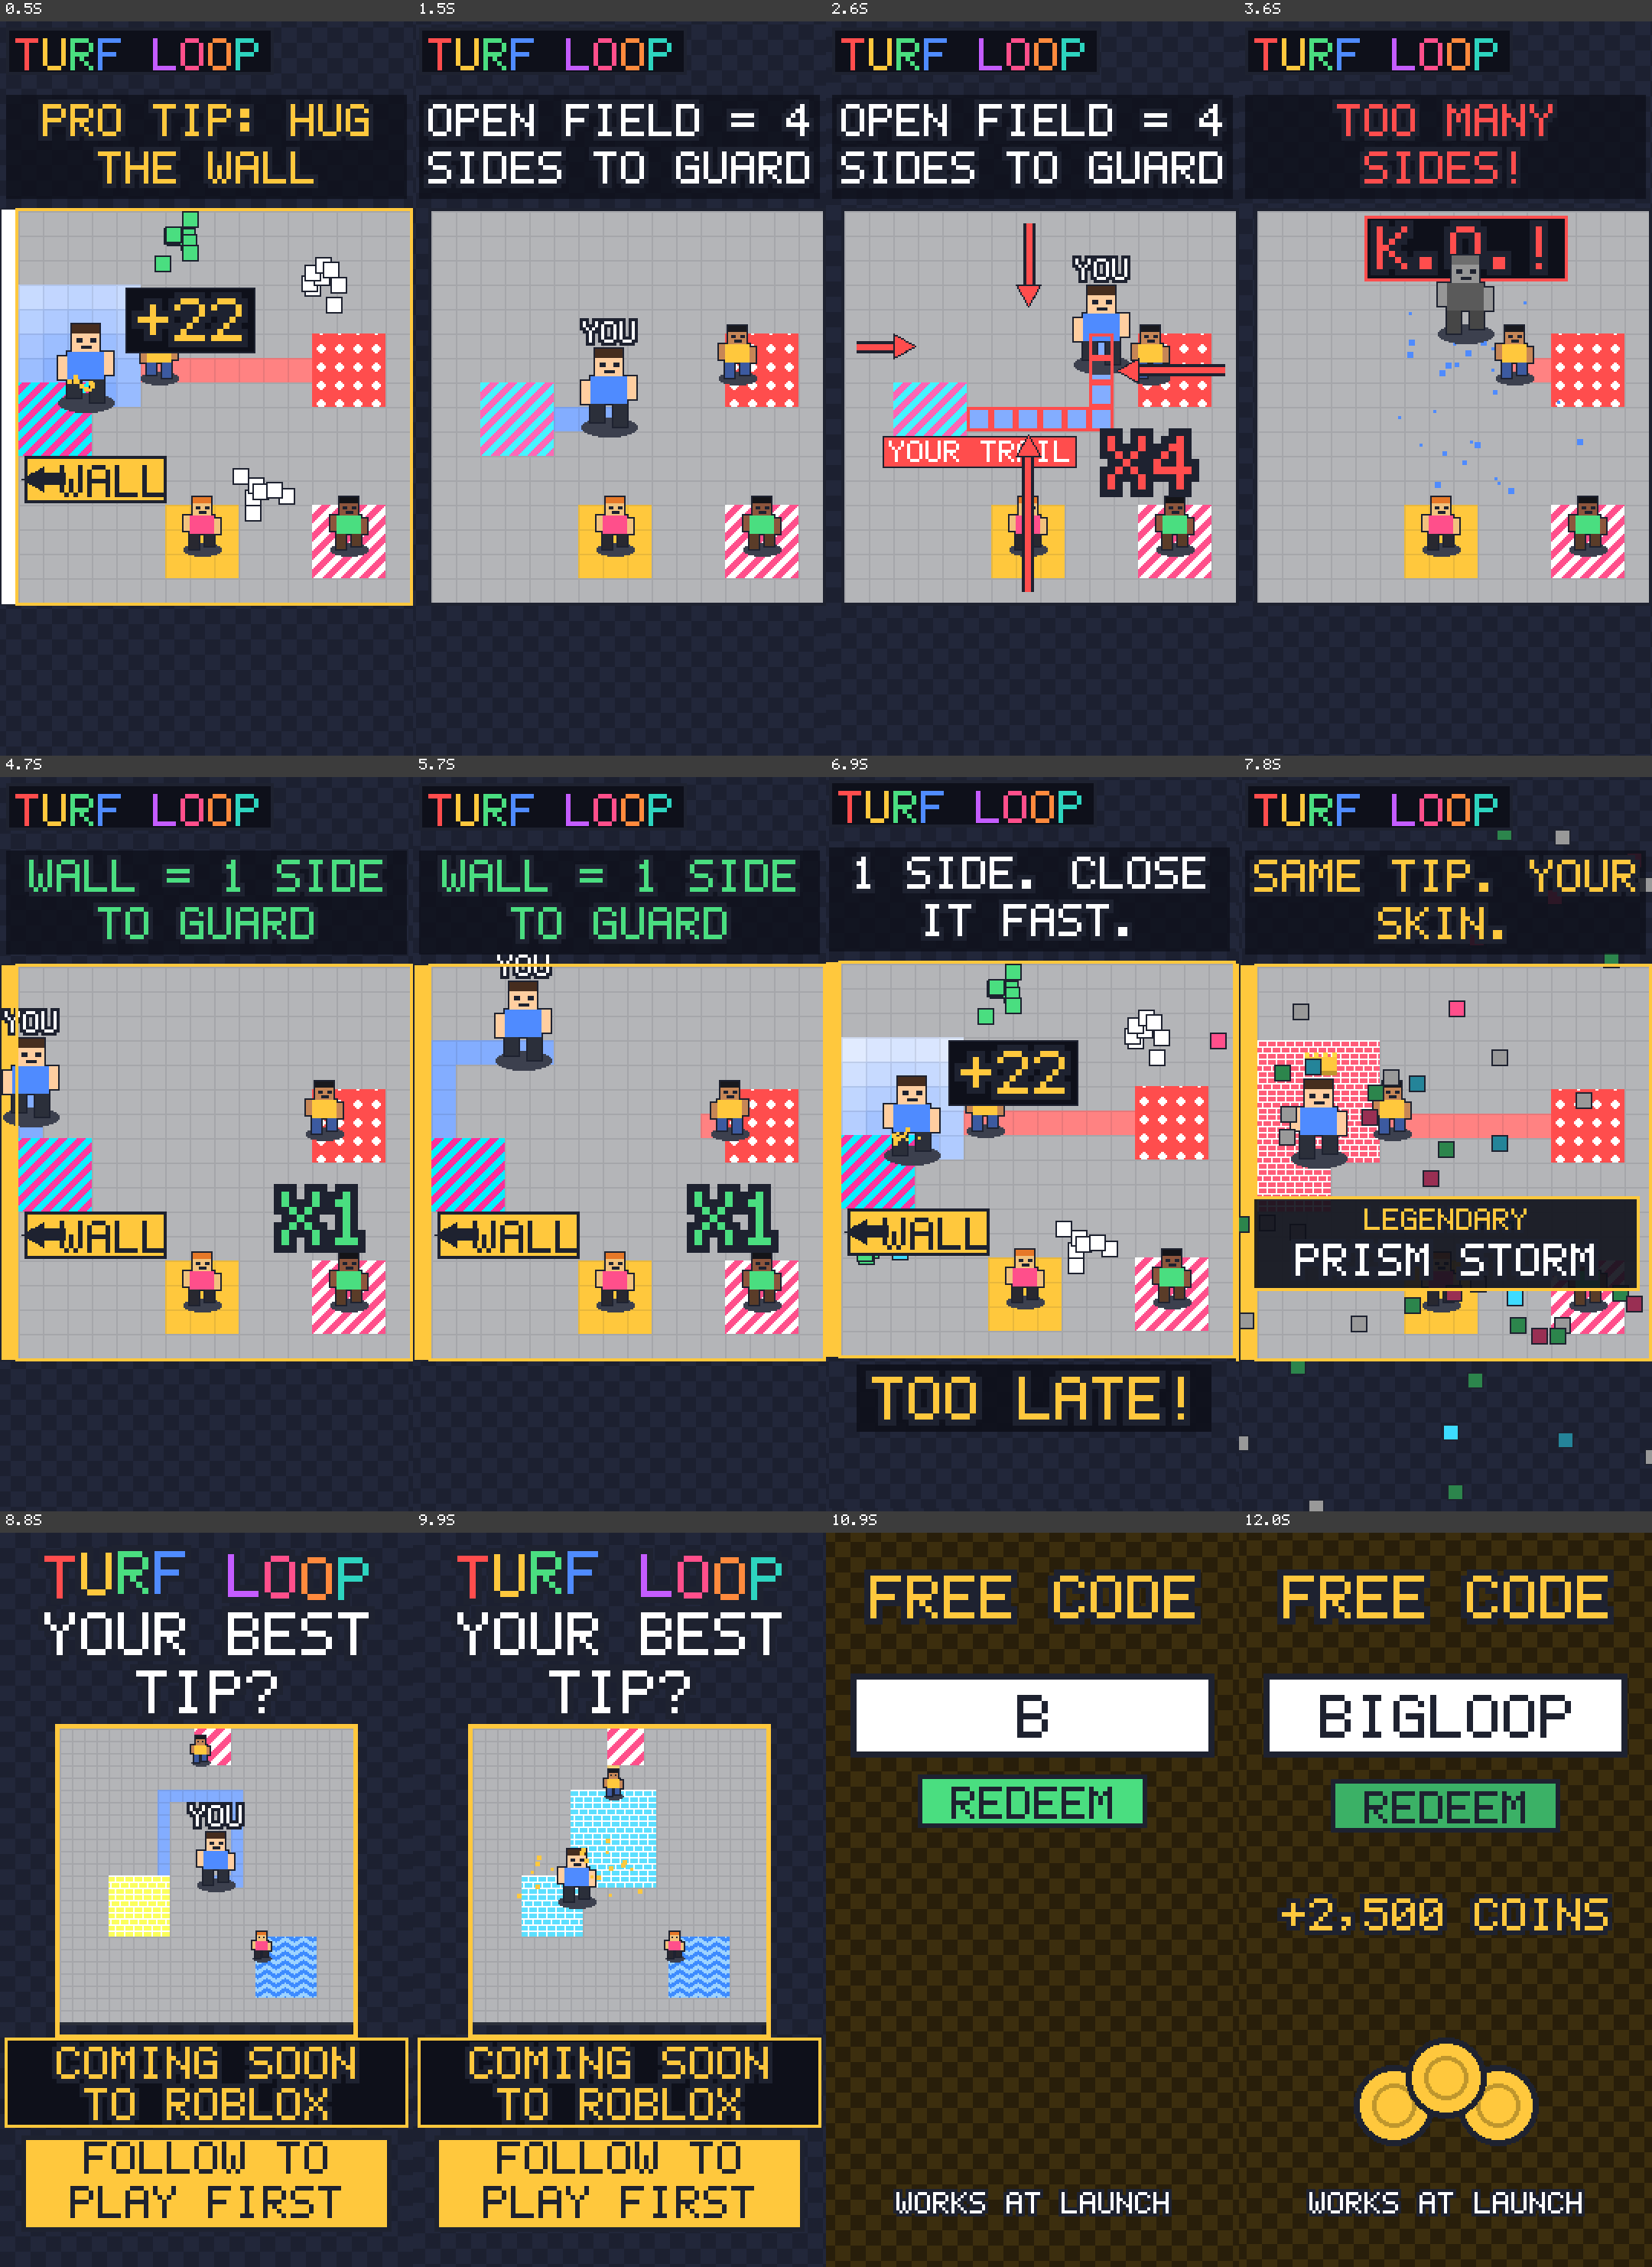 0.5S
TURF LOOP
PRO TIP: HUG
THE WALL
+22
WALL
1.5S
TURF LOOP
OPEN FIELD = 4
SIDES TO GUARD
YOU
2.6S
TURF LOOP
OPEN FIELD = 4
SIDES TO GUARD
YOU
YOUR TRAIL
X4
3.6S
TURF LOOP
TOO MANY
SIDES!
K.O.!
4.7S
TURF LOOP
WALL = 1 SIDE
TO GUARD
YOU
X1
WALL
5.7S
TURF LOOP
WALL = 1 SIDE
TO GUARD
YOU
X1
WALL
6.9S
TURF LOOP
1 SIDE. CLOSE
IT FAST.
+22
WALL
TOO LATE!
7.8S
TURF LOOP
SAME TIP. YOUR
SKIN.
LEGENDARY
PRISM STORM
8.8S
TURF LOOP
YOUR BEST
TIP?
YOU
COMING SOON
TO ROBLOX
FOLLOW TO
PLAY FIRST
9.9S
TURF LOOP
YOUR BEST
TIP?
COMING SOON
TO ROBLOX
FOLLOW TO
PLAY FIRST
10.9S
FREE CODE
B
REDEEM
WORKS AT LAUNCH
12.0S
FREE CODE
BIGLOOP
REDEEM
+2,500 COINS
WORKS AT LAUNCH